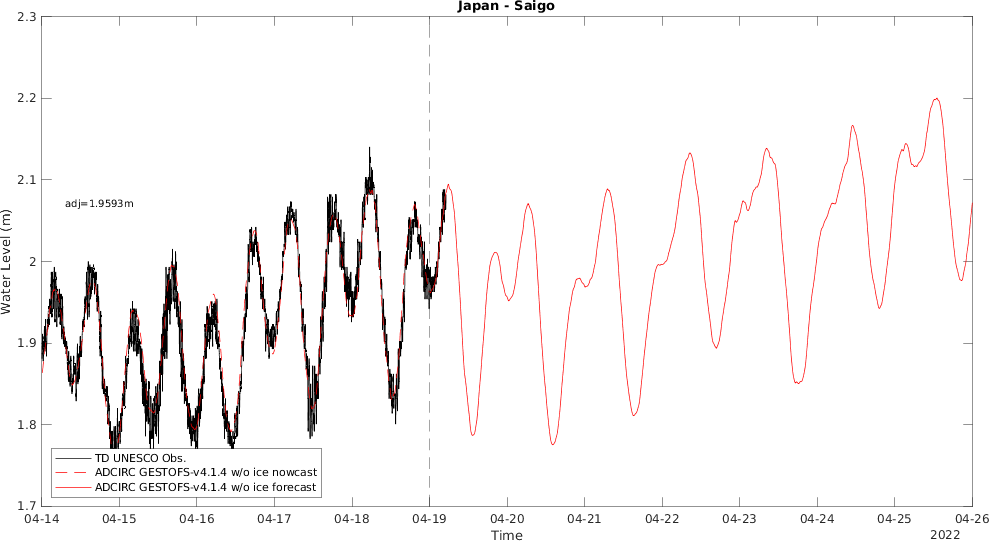 Japan - Saigo
2.3
2.2
2.1
2
1.9
1.8
1.7
Water Level (m)
adj=1.9593m
TD UNESCO Obs.
ADCIRC GESTOFS-v4.1.4 w/o ice nowcast
ADCIRC GESTOFS-v4.1.4 w/o ice forecast
04-14 04-15 04-16 04-17 04-18 04-19 04-20 04-21 04-22 04-23 04-24 04-25 04-26
Time
2022